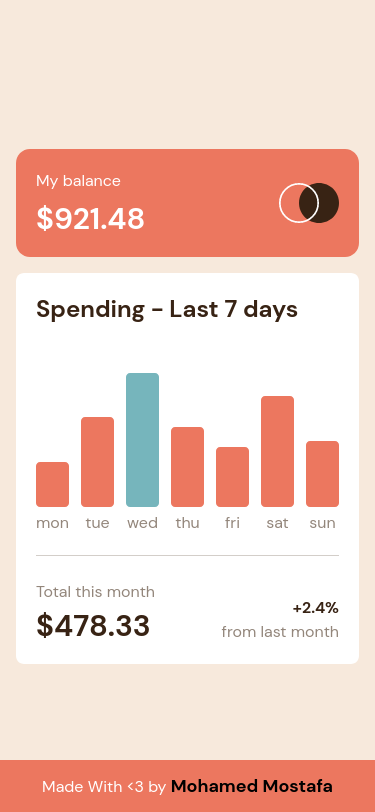 My balance
$921.48
Spending - Last 7 days
mon tue wed thu fri sat sun
Total this month
$478.33
+2.4%
from last month
Made With <3 by Mohamed Mostafa